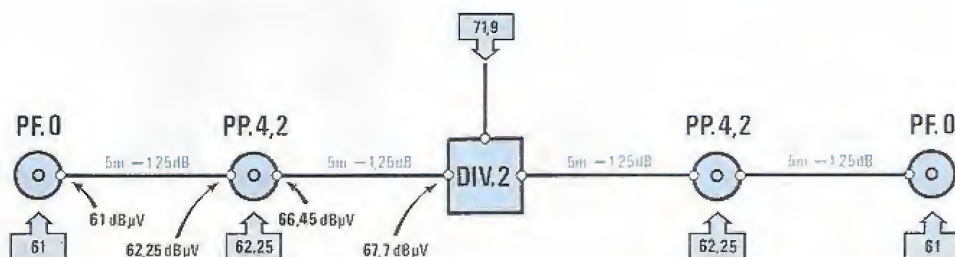 71,9
PF.0
PP.4,2
PP.4,2
PF.0
5m -1,25dB
5m -1,25dB
DIV.2
5m -1,25dB
5m -1,25dB
61 dBµV
66,45 dBµV
61
62,25 dBµV
62,25
67,7 dBµV
62,25
61